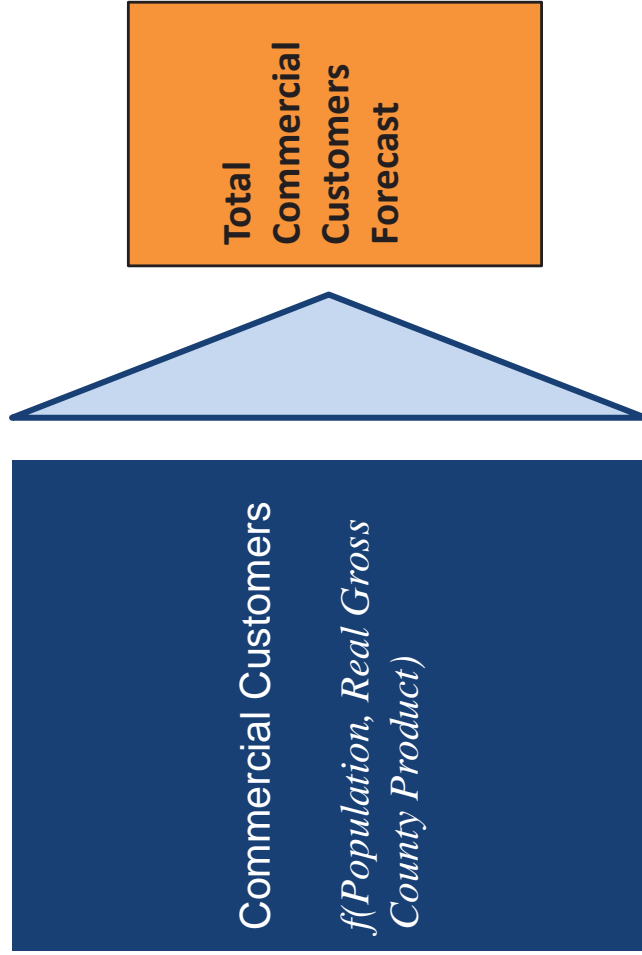 Commercial Customers
f(Population, Real Gross
County Product)
Total
Commercial
Customers
Forecast